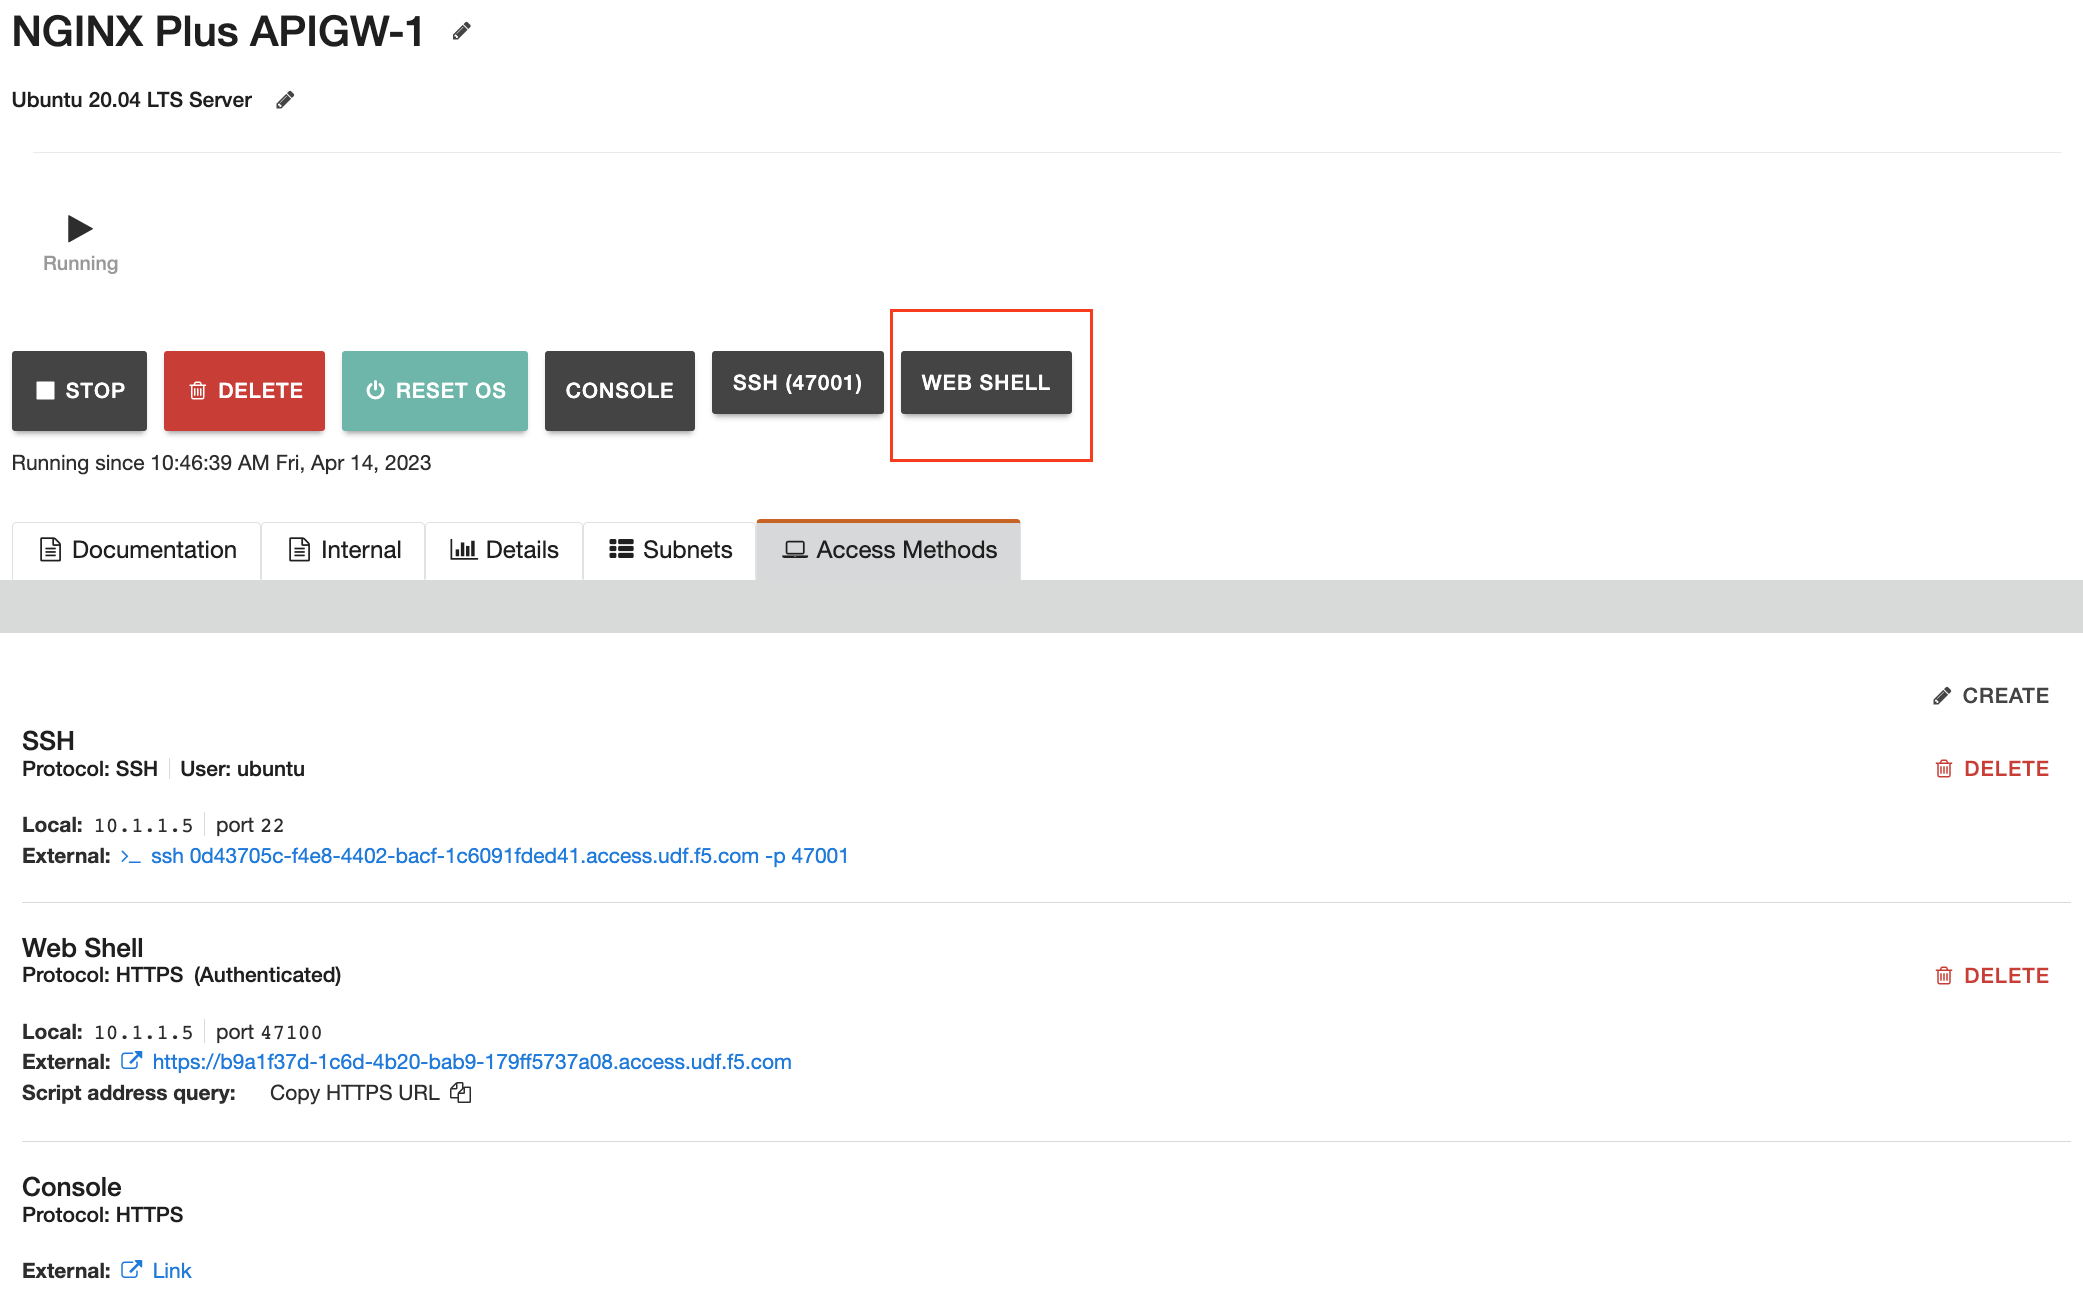 NGINX Plus APIGW-1
Ubuntu 20.04 LTS Server
Running
STOP
DELETE
RESET OS
CONSOLE
SSH (47001)
WEB SHELL
Running since 10:46:39 AM Fri, Apr 14, 2023
Documentation
Internal
Details
Subnets
Access Methods
CREATE
SSH
Protocol: SSH User: ubuntu
DELETE
Local: 10.1.1.5 port 22
External: >_ ssh 0d43705c-f4e8-4402-bacf-1c6091fded41.access.udf.f5.com -p 47001
Web Shell
Protocol: HTTPS (Authenticated)
DELETE
Local: 10.1.1.5 port 47100
External: https://b9a1f37d-1c6d-4b20-bab9-179ff5737a08.access.udf.f5.com
Script address query: Copy HTTPS URL
Console
Protocol: HTTPS
External: Link